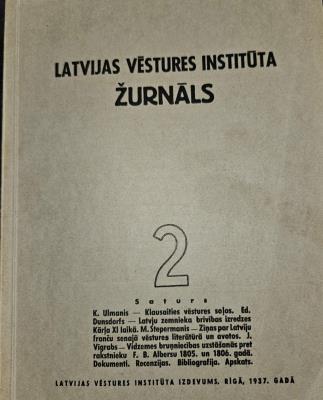 LATVIJAS VĒSTURES INSTITŪTA
ŽURNĀLS
2
Saturs
K. Ulmanis — Klausaities vēstures soļos. Ed.
Dunsdorfs — Latvju zemnieka brīvības izredzes
Kārļa XI laikā. M. Stepermanis — Ziņas par Latviju
franču senajā vēstures literātūrā un avotos. J.
Vīgrabs — Vidzemes bruņniecības uzstāšanās pret
rakstnieku F. B. Albersu 1805. un 1806. gadā.
Dokumenti. Recenzijas. Bibliografija. Apskats.
LATVIJAS VĒSTURES INSTITŪTA IZDEVUMS. RĪGĀ, 1937. GADĀ